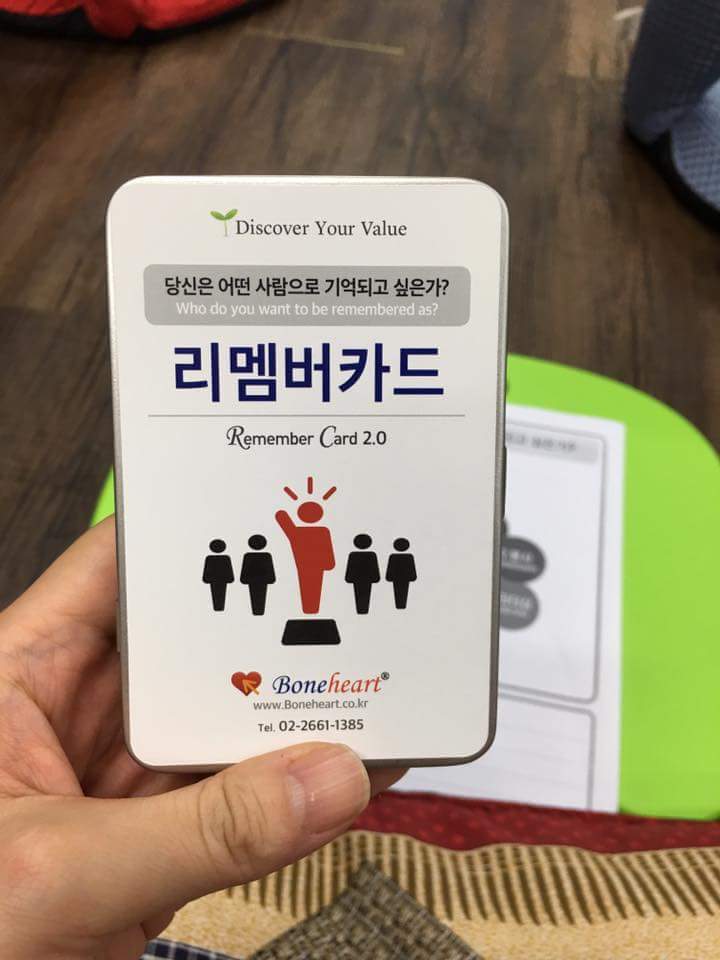 Discover Your Value
당신은 어떤 사람으로 기억되고 싶은가?
Who do you want to be remembered as?
리멤버카드
Remember Card 2.0
Boneheart®
www.Boneheart.co.kr
Tel. 02-2661-1385